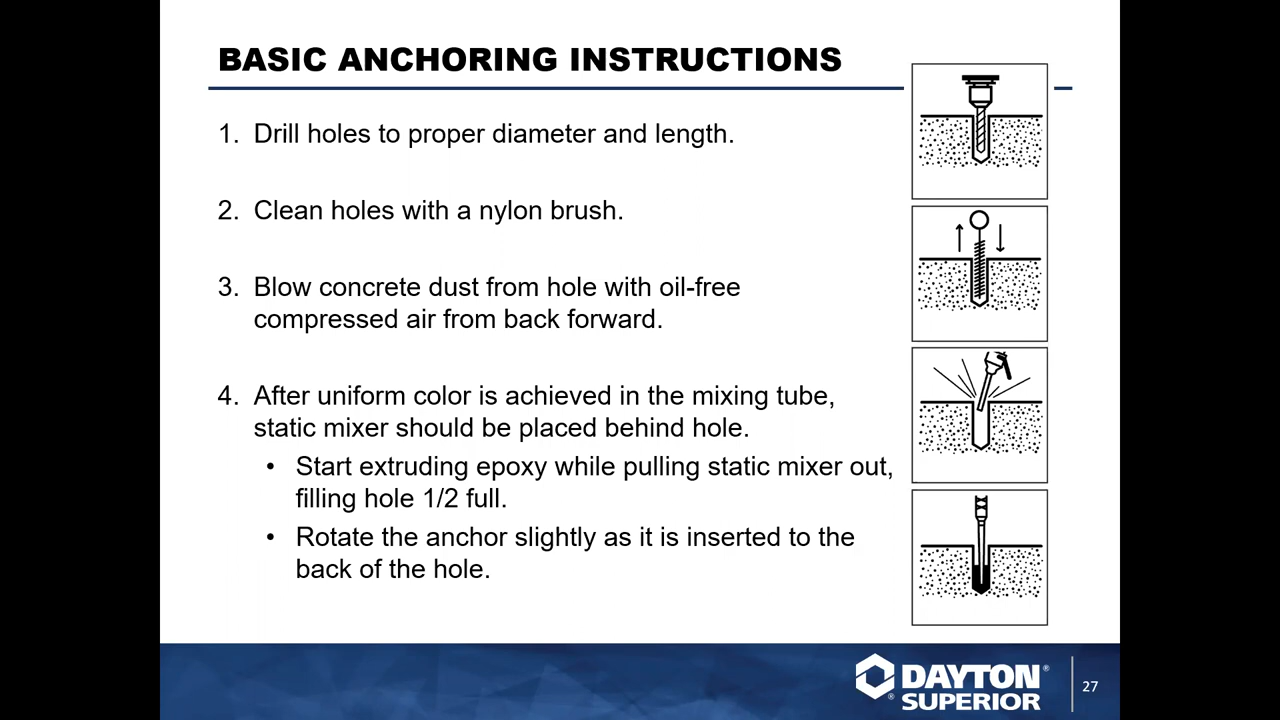 BASIC ANCHORING INSTRUCTIONS
1. Drill holes to proper diameter and length.
2. Clean holes with a nylon brush.
3. Blow concrete dust from hole with oil-free
compressed air from back forward.
4. After uniform color is achieved in the mixing tube,
static mixer should be placed behind hole.
• Start extruding epoxy while pulling static mixer out,
filling hole 1/2 full.
• Rotate the anchor slightly as it is inserted to the
back of the hole.
DAYTON®
® SUPERIOR
27